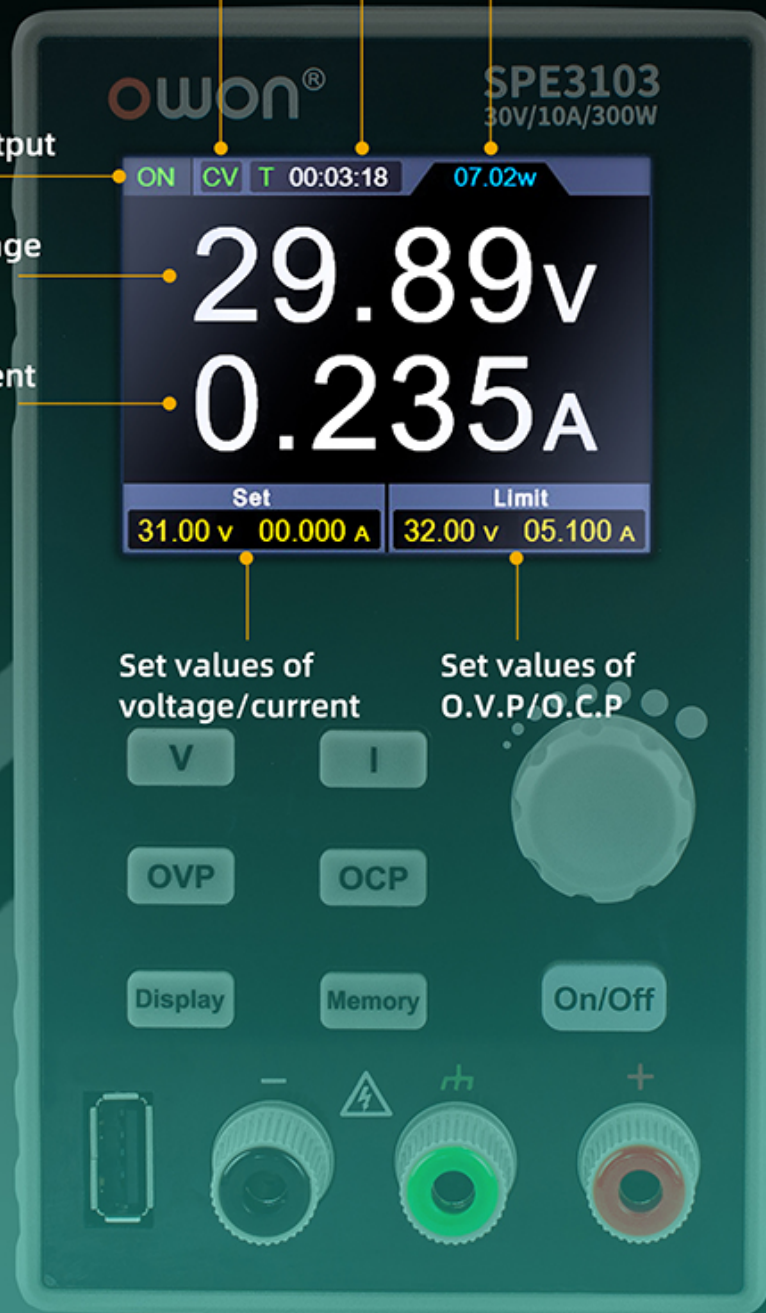 owon®
SPE3103
30V/10A/300W
tput
ON CV T 00:03:18 07.02w
ge
29.89V
ent
0.235A
Set Limit
31.00 V 00.000 A 32.00 V 05.100 A
Set values of
voltage/current
Set values of
O.V.P/O.C.P
V I
OVP OCP
Display Memory On/Off
− +